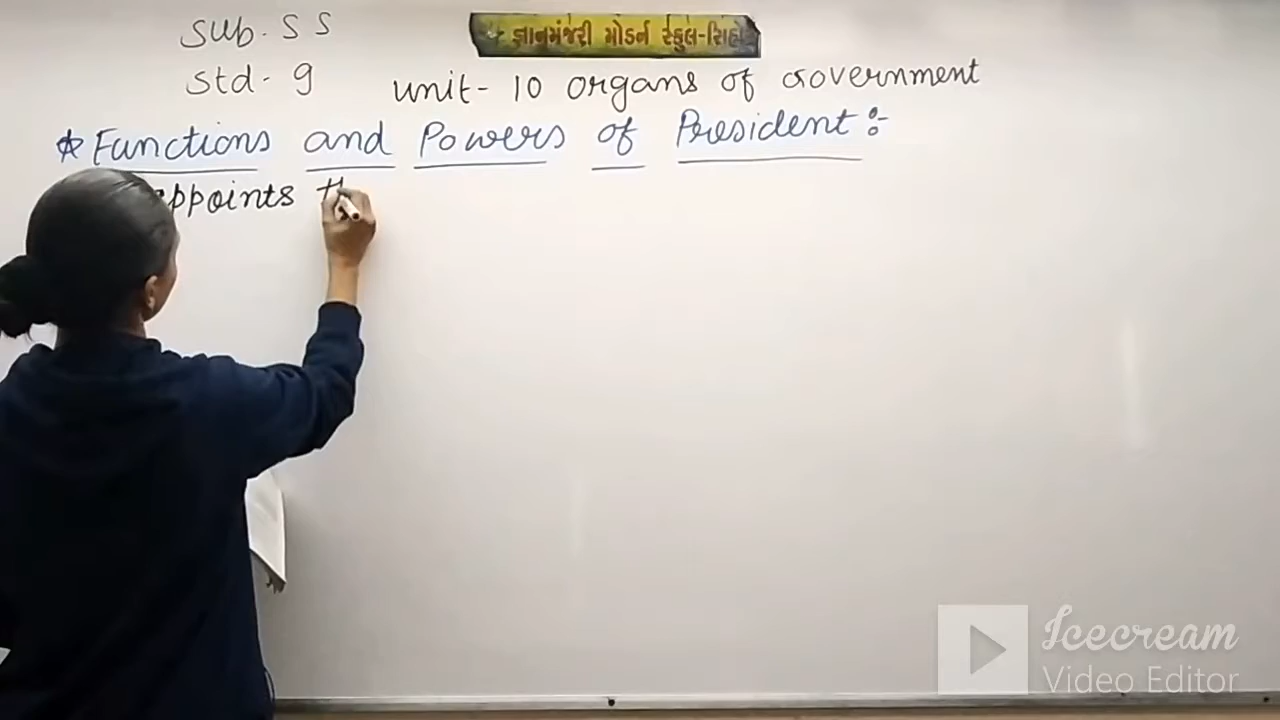 Sub. S S
જ્ઞાનમંજરી મોડર્ન સ્કુલ-સિહોર
Std - 9
Unit - 10 Organs of Government
* Functions and Powers of President :-
appoints th
Icecream
Video Editor